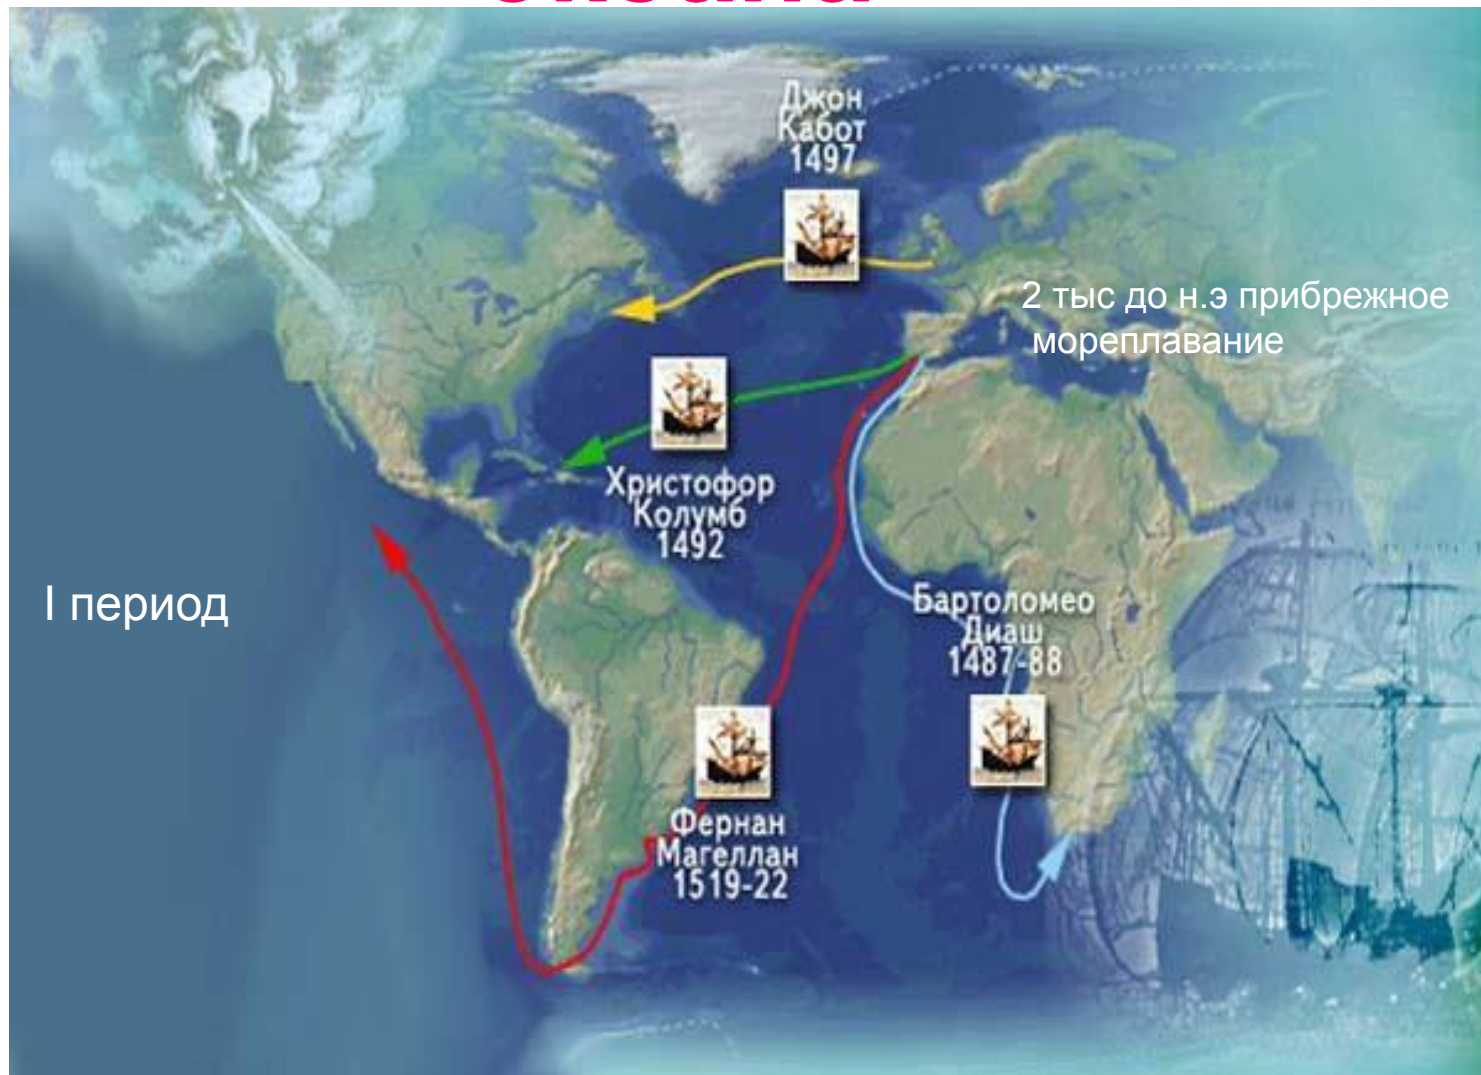 Джон
Кабот
1497
2 тыс до н.э прибрежное
мореплавание
Христофор
Колумб
1492
I период
Бартоломео
Диаш
1487-88
Фернан
Магеллан
1519-22